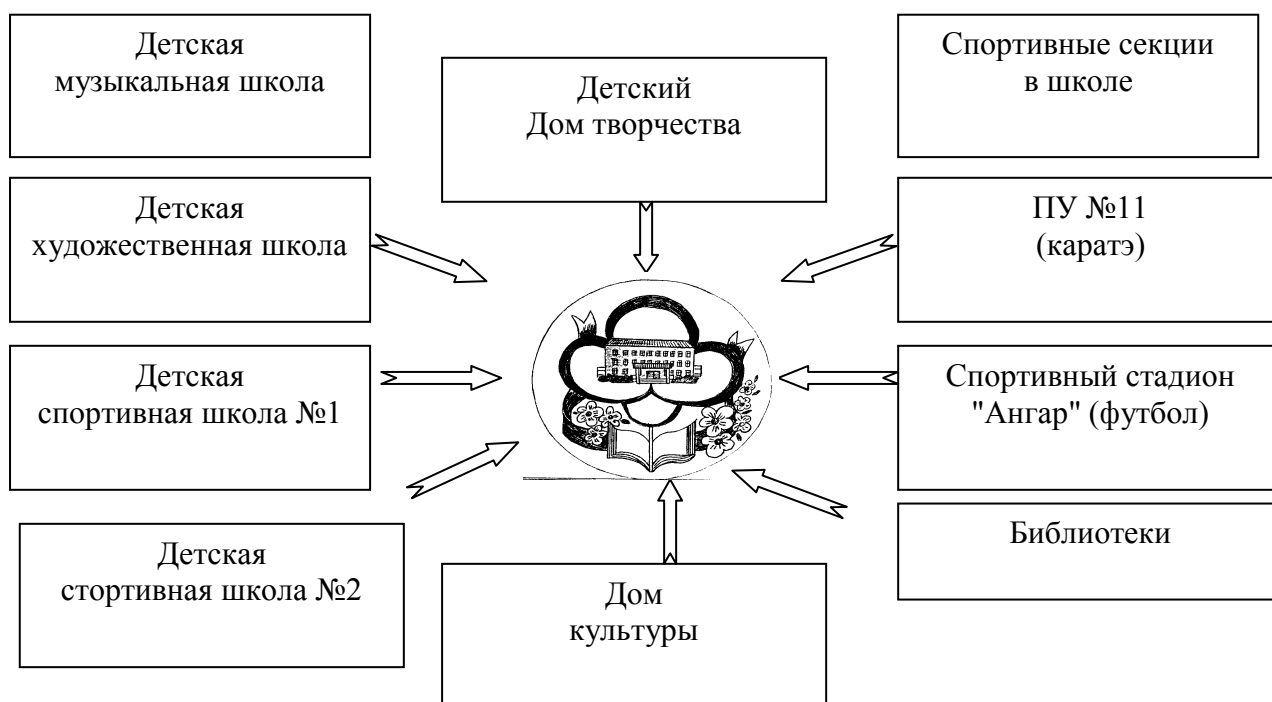 Детская
музыкальная школа
Детский
Дом творчества
Спортивные секции
в школе
Детская
художественная школа
ПУ №11
(каратэ)
Детская
спортивная школа №1
Спортивный стадион
"Ангар" (футбол)
Детская
стортивная школа №2
Дом
культуры
Библиотеки